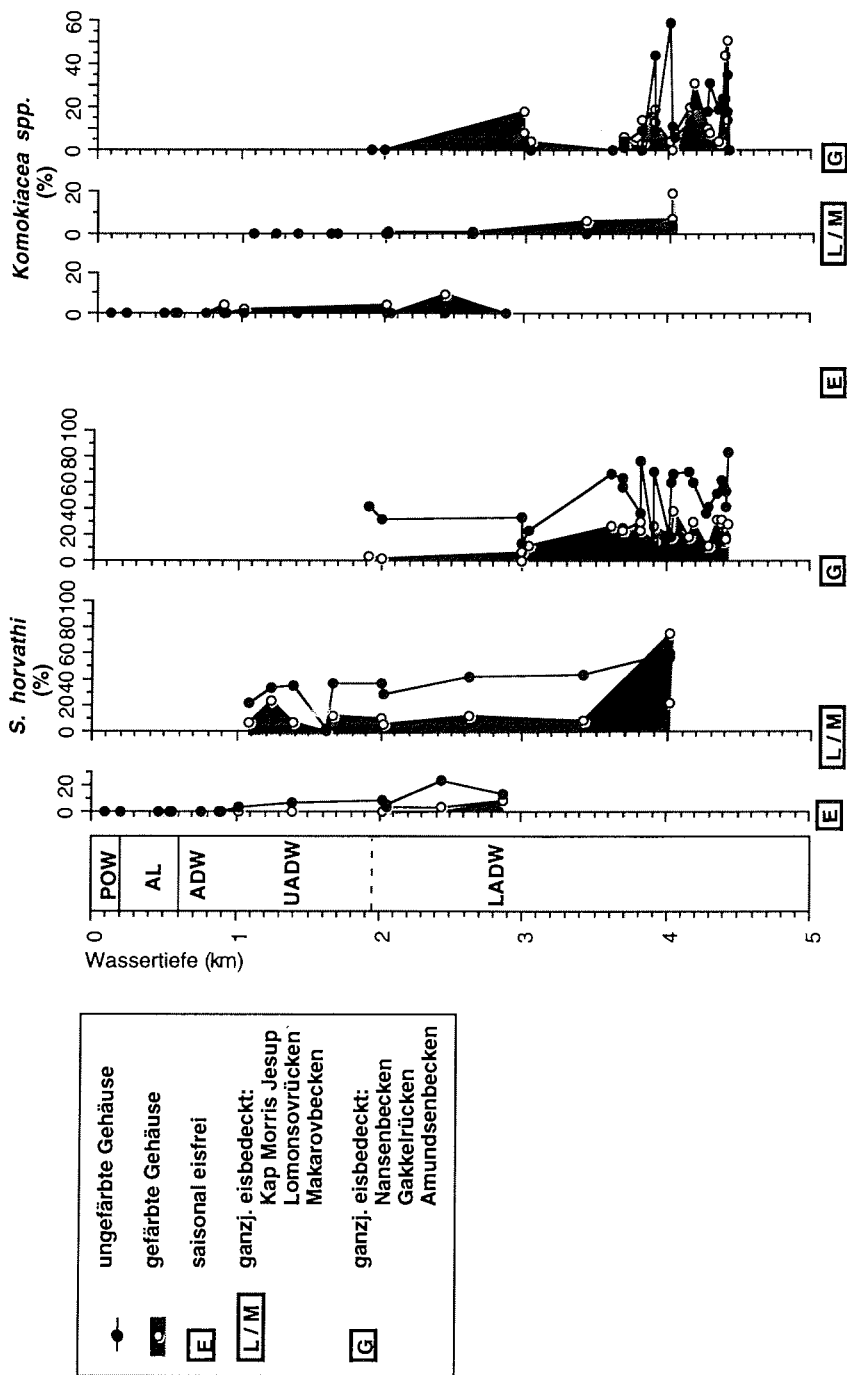 Komokiacea spp.
(%)
0 20 40 60
G
0 20
L / M
0 20
E
S. horvathi
(%)
0 20 40 60 80 100
G
0 20 40 60 80 100
L / M
0 20
E
POW
AL
ADW
UADW
LADW
0 1 2 3 4 5
Wassertiefe (km)
ungefärbte Gehäuse
gefärbte Gehäuse
E saisonal eisfrei
L / M ganzj. eisbedeckt:
Kap Morris Jesup
Lomonsovrücken
Makarovbecken
G ganzj. eisbedeckt:
Nansenbecken
Gakkelrücken
Amundsenbecken